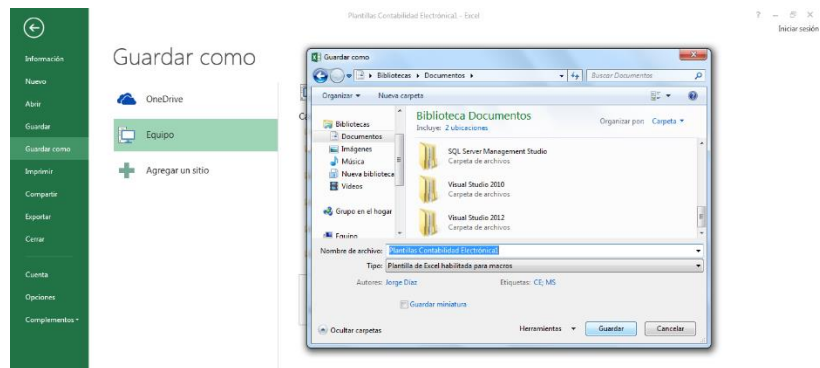 Plantillas Contabilidad Electrónica1 - Excel
Iniciar sesión
Información
Nuevo
Abrir
Guardar
Guardar como
Imprimir
Compartir
Exportar
Cerrar
Cuenta
Opciones
Complementos
Guardar como
OneDrive
Equipo
Agregar un sitio
Guardar como
Bibliotecas Documentos
Buscar Documentos
Organizar Nueva carpeta
Bibliotecas
Documentos
Imágenes
Música
Nueva biblioteca
Videos
Grupo en el hogar
Equipo
Biblioteca Documentos
Incluye: 2 ubicaciones
Organizar por: Carpeta
SQL Server Management Studio
Carpeta de archivos
Visual Studio 2010
Carpeta de archivos
Visual Studio 2012
Carpeta de archivos
Nombre de archivo: Plantillas Contabilidad Electrónica1
Tipo: Plantilla de Excel habilitada para macros
Autores: Jorge Díaz Etiquetas: CE; MS
Guardar miniatura
Ocultar carpetas Herramientas Guardar Cancelar